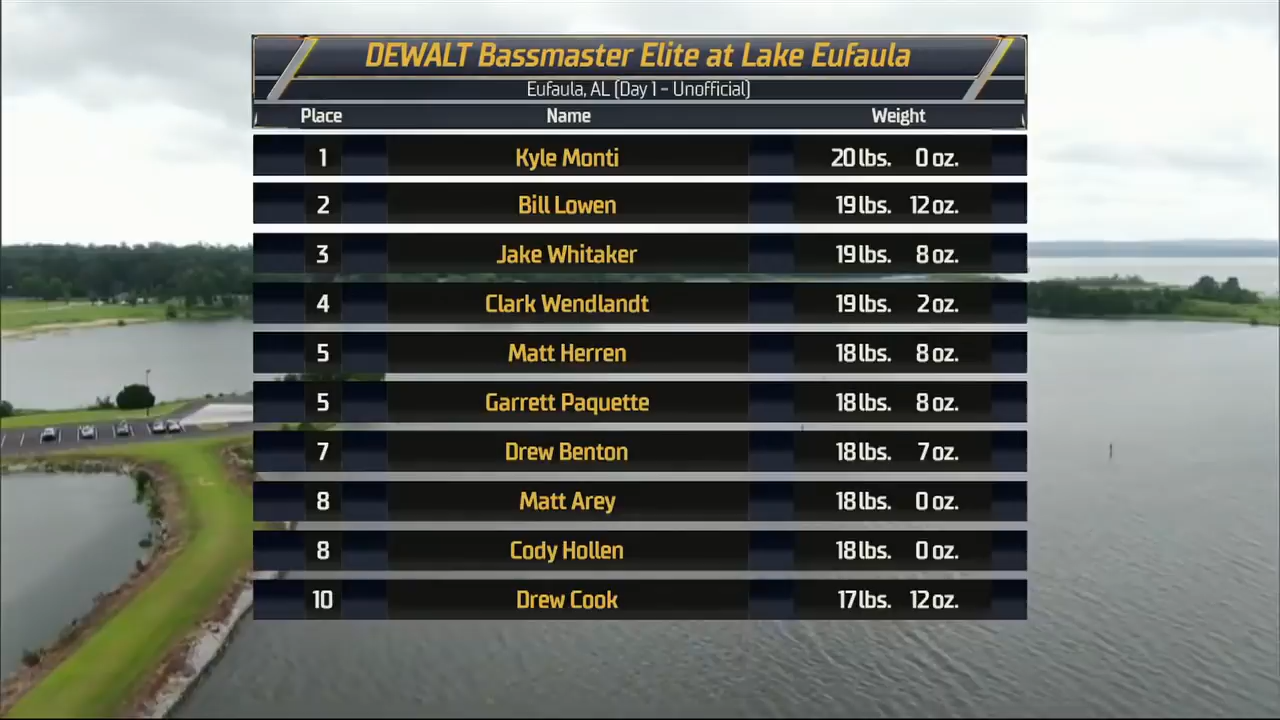 DEWALT Bassmaster Elite at Lake Eufaula
Eufaula, AL (Day 1 - Unofficial)
Place Name Weight
1 Kyle Monti 20 lbs. 0 oz.
2 Bill Lowen 19 lbs. 12 oz.
3 Jake Whitaker 19 lbs. 8 oz.
4 Clark Wendlandt 19 lbs. 2 oz.
5 Matt Herren 18 lbs. 8 oz.
5 Garrett Paquette 18 lbs. 8 oz.
7 Drew Benton 18 lbs. 7 oz.
8 Matt Arey 18 lbs. 0 oz.
8 Cody Hollen 18 lbs. 0 oz.
10 Drew Cook 17 lbs. 12 oz.